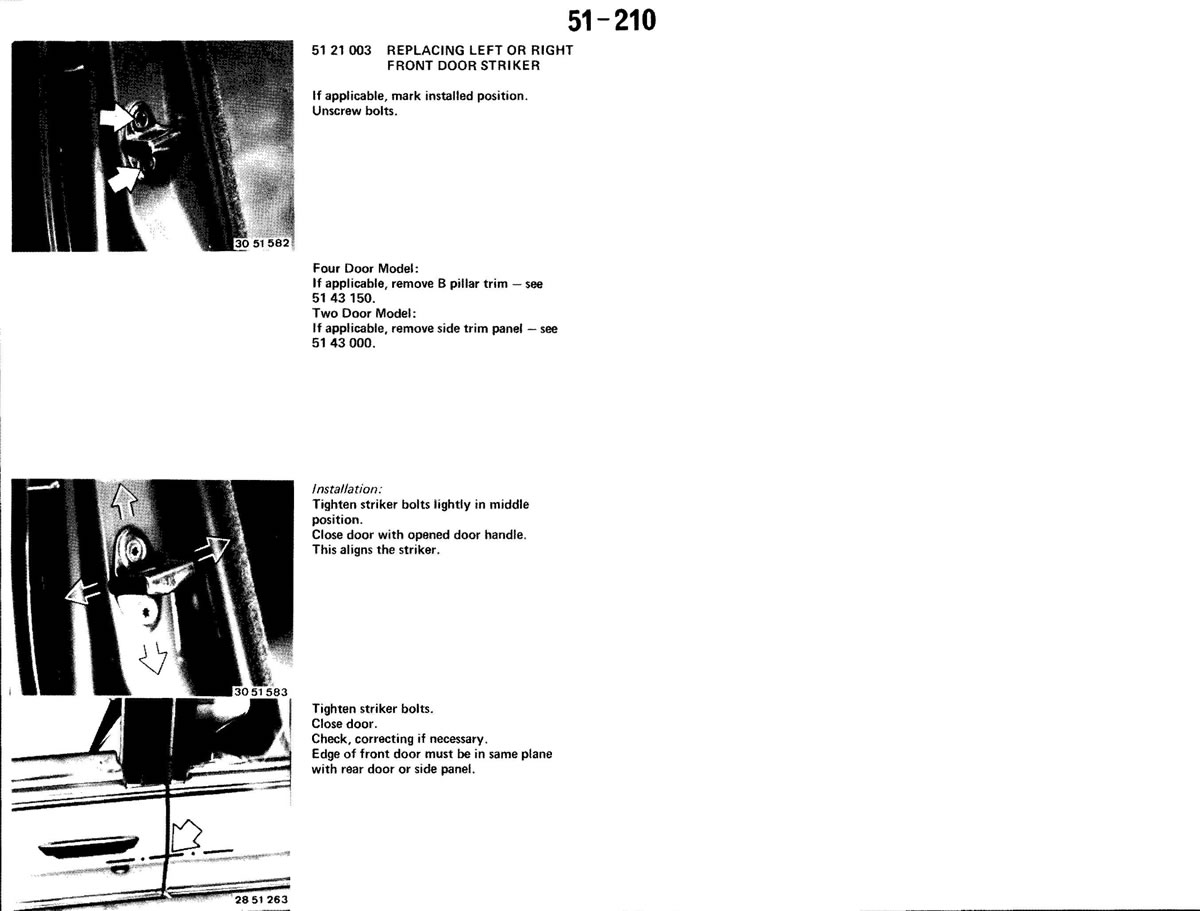 51-210
51 21 003 REPLACING LEFT OR RIGHT
FRONT DOOR STRIKER
If applicable, mark installed position.
Unscrew bolts.
30 51 582
Four Door Model:
If applicable, remove B pillar trim — see
51 43 150.
Two Door Model:
If applicable, remove side trim panel — see
51 43 000.
Installation:
Tighten striker bolts lightly in middle
position.
Close door with opened door handle.
This aligns the striker.
30 51 583
Tighten striker bolts.
Close door.
Check, correcting if necessary.
Edge of front door must be in same plane
with rear door or side panel.
28 51 263